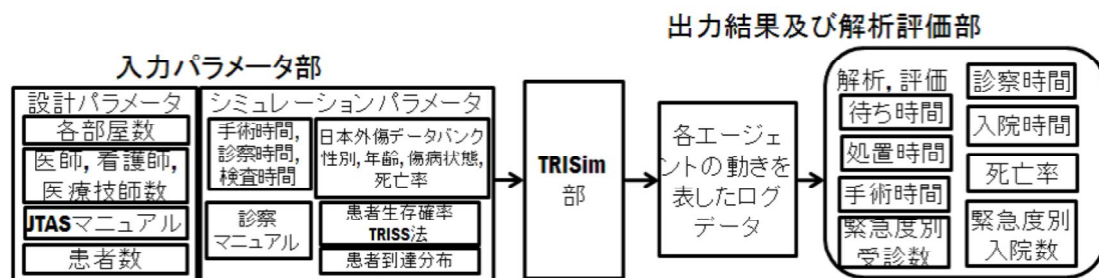 出力結果及び解析評価部
入力パラメータ部
設計パラメータ
各部屋数
医師,看護師,
医療技師数
JTASマニュアル
患者数
シミュレーションパラメータ
手術時間,
診察時間,
検査時間
日本外傷データバンク
性別,年齢,傷病状態,
死亡率
診察
マニュアル
患者生存確率
TRISS法
患者到達分布
TRISim
部
各エージェ
ントの動きを
表したログ
データ
解析,評価
待ち時間
処置時間
手術時間
緊急度別
受診数
診察時間
入院時間
死亡率
緊急度別
入院数